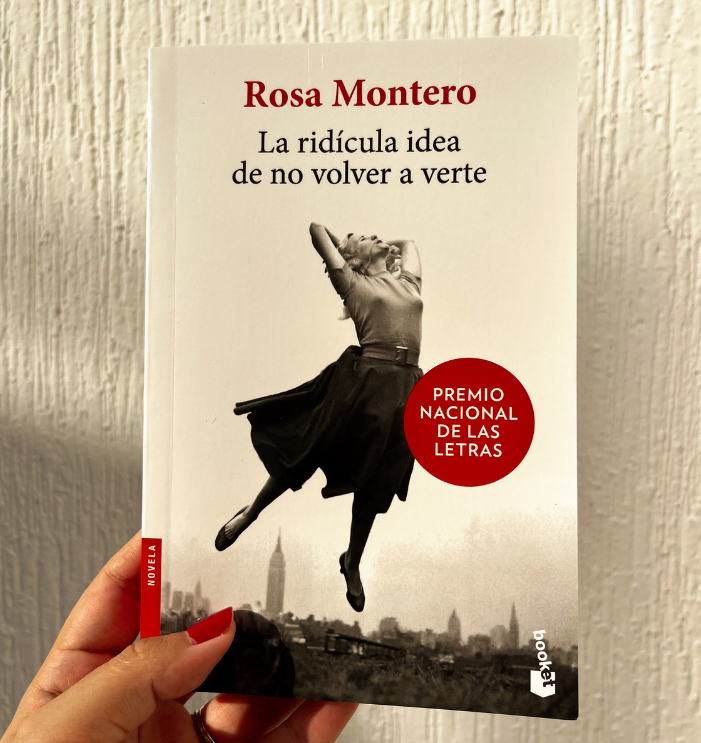 Rosa Montero
La ridícula idea
de no volver a verte
PREMIO
NACIONAL
DE LAS
LETRAS
NOVELA
booket